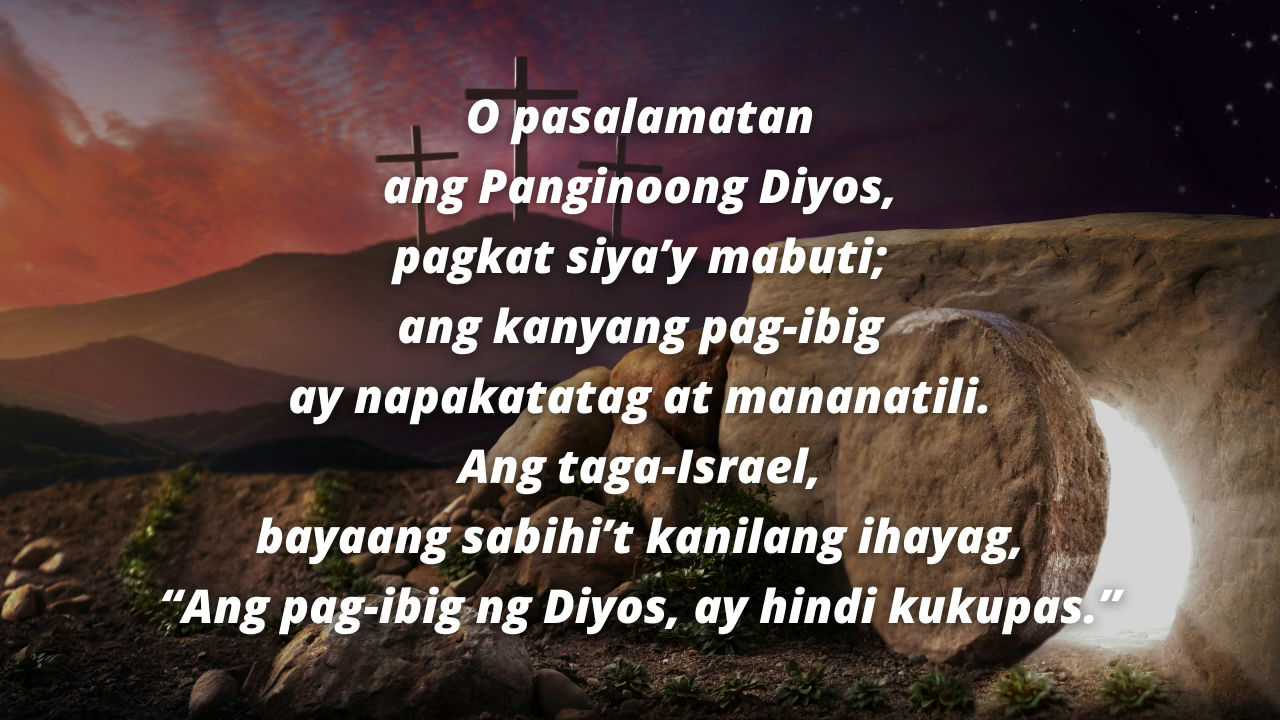 O pasalamatan
ang Panginoong Diyos,
pagkat siya’y mabuti;
ang kanyang pag-ibig
ay napakatatag at mananatili.
Ang taga-Israel,
bayaang sabihi’t kanilang ihayag,
“Ang pag-ibig ng Diyos, ay hindi kukupas.”